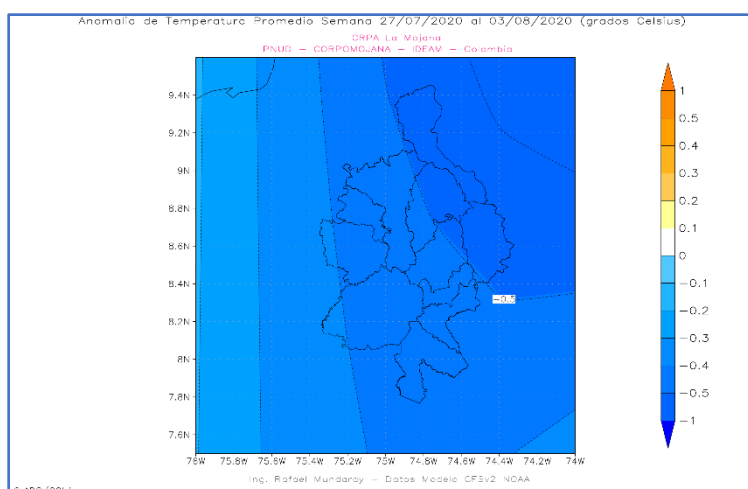 Anomalía de Temperatura Promedio Semana 27/07/2020 al 03/08/2020 (grados Celsius)
CRPA La Mojana
PNUD — CORPOMOJANA — IDEAM — Colombia
9.4N
9.2N
9N
8.8N
8.6N
8.4N
8.2N
8N
7.8N
7.6N
-0.5
76W 75.8W 75.6W 75.4W 75.2W 75W 74.8W 74.6W 74.4W 74.2W 74W
1
0.5
0.4
0.3
0.2
0.1
0
-0.1
-0.2
-0.3
-0.4
-0.5
-1
Ing. Rafael Mundaray — Datos Modelo CFSv2 NOAA